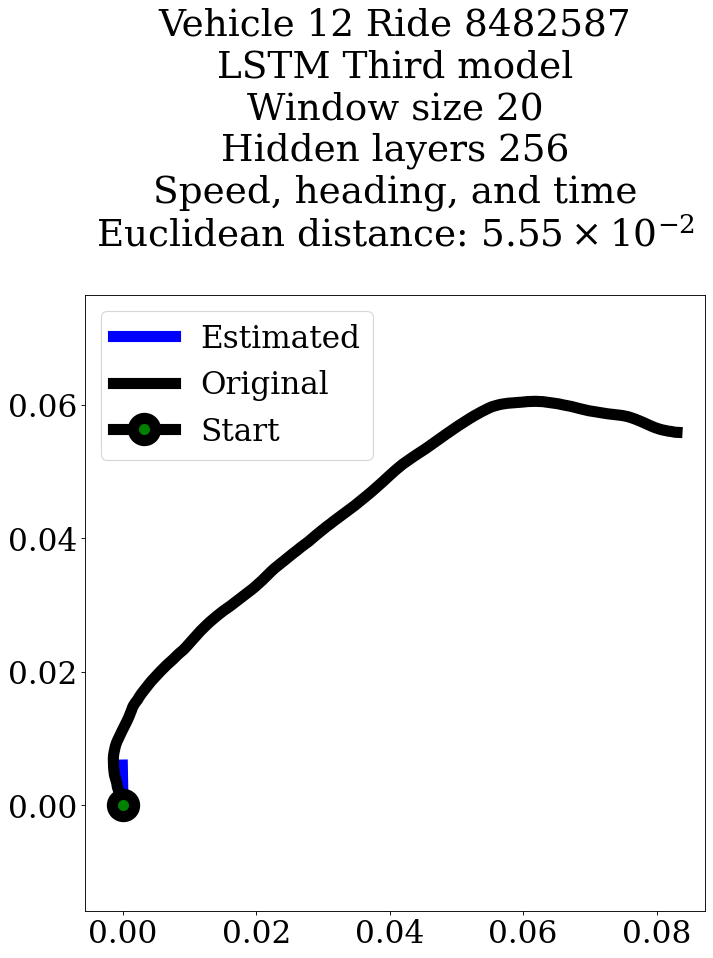 Vehicle 12 Ride 8482587
LSTM Third model
Window size 20
Hidden layers 256
Speed, heading, and time
Euclidean distance: 5.55 × 10⁻²
Estimated
Original
Start
0.06
0.04
0.02
0.00
0.00 0.02 0.04 0.06 0.08